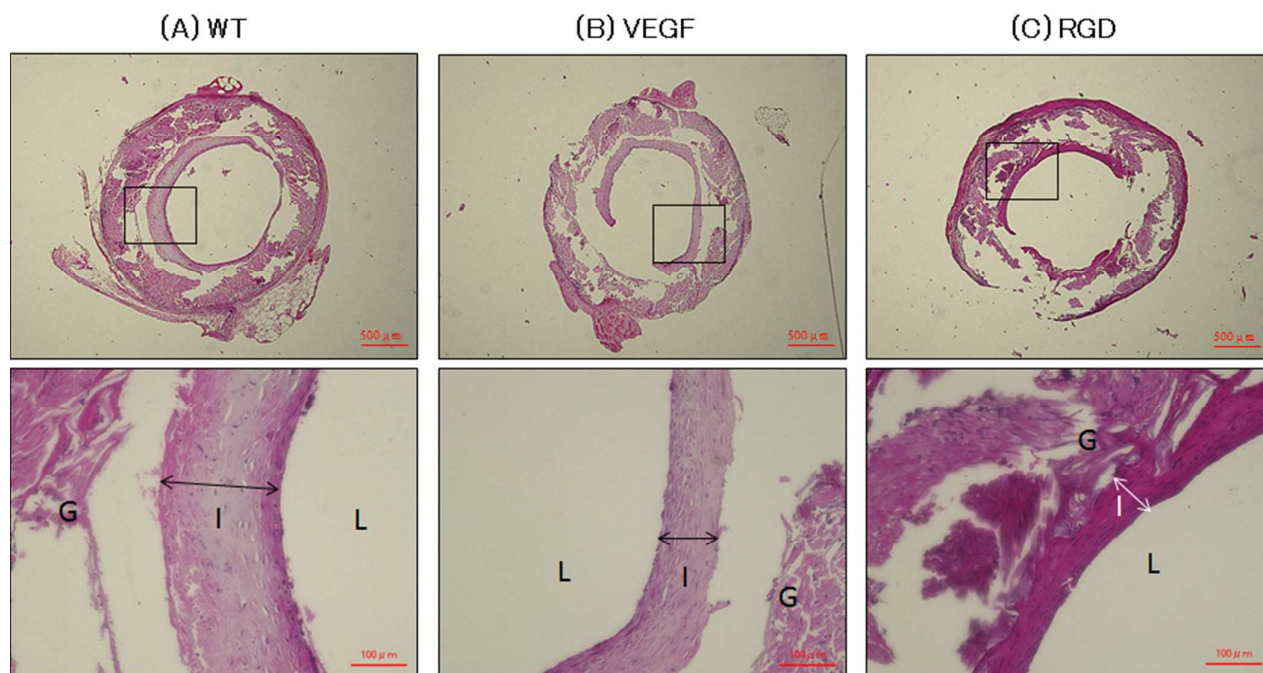 (A) WT
(B) VEGF
(C) RGD
500 μm
500 μm
500 μm
G
I
L
100 μm
L
I
G
100 μm
G
I
L
100 μm